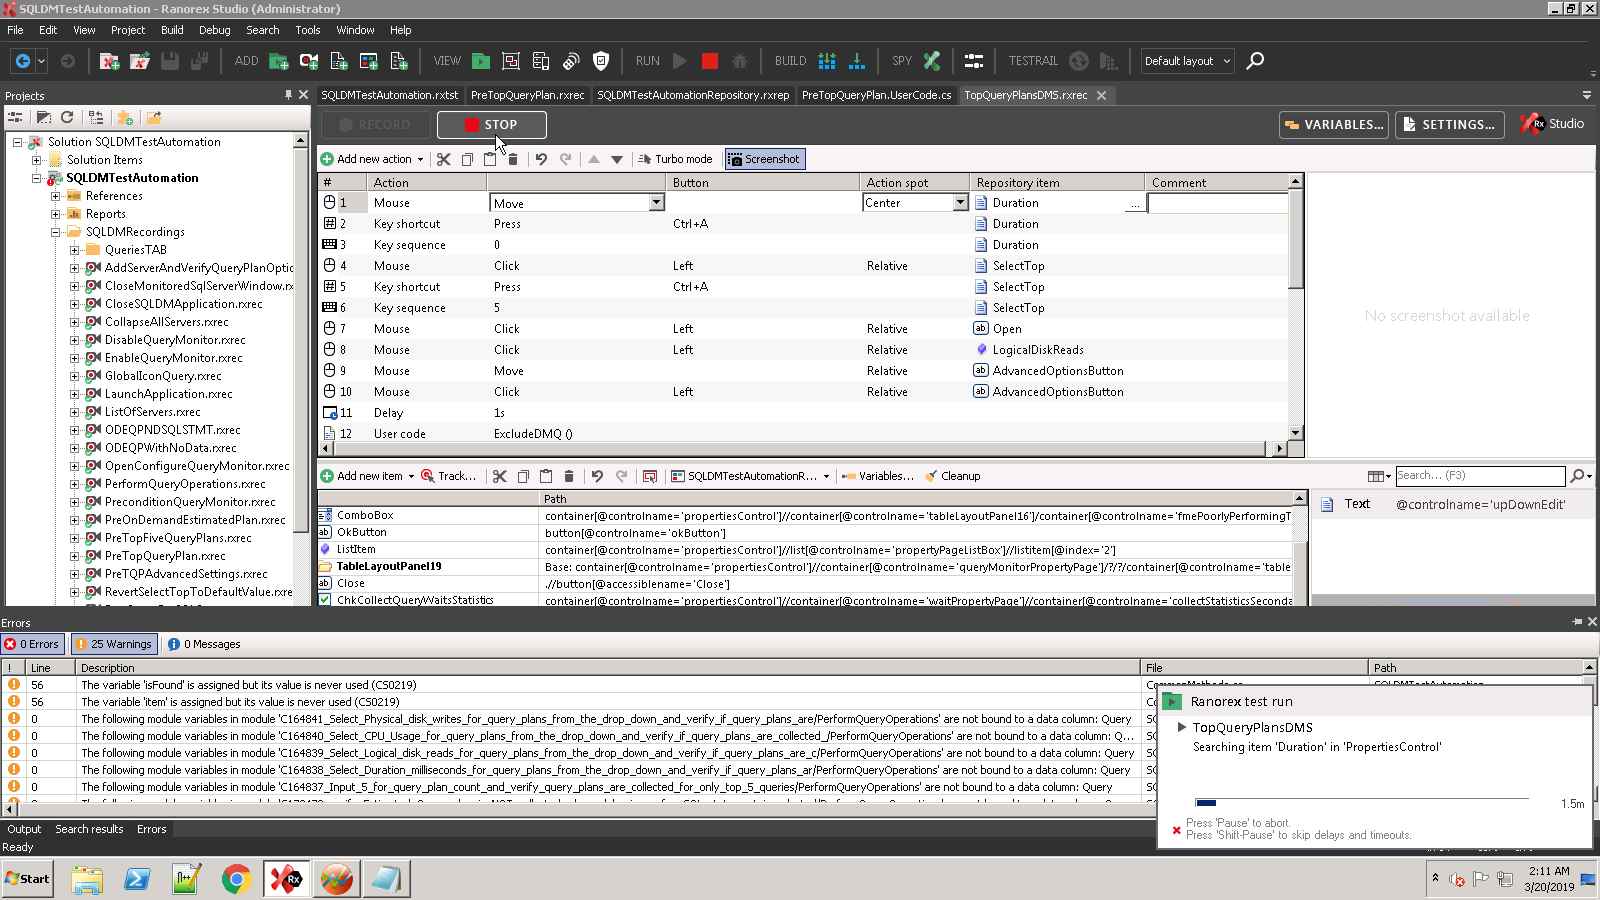 SQLDMTestAutomation - Ranorex Studio (Administrator)
File Edit View Project Build Debug Search Tools Window Help
ADD VIEW RUN BUILD SPY TESTRAIL Default layout
Projects
SQLDMTestAutomation.rxtst PreTopQueryPlan.rxrec SQLDMTestAutomationRepository.rxrep PreTopQueryPlan.UserCode.cs TopQueryPlansDMS.rxrec
RECORD STOP VARIABLES... SETTINGS... Rx Studio
Solution SQLDMTestAutomation
Solution Items
SQLDMTestAutomation
References
Reports
SQLDMRecordings
QueriesTAB
AddServerAndVerifyQueryPlanOptic
CloseMonitoredSqlServerWindow.rx
CloseSQLDMApplication.rxrec
CollapseAllServers.rxrec
DisableQueryMonitor.rxrec
EnableQueryMonitor.rxrec
GlobalIconQuery.rxrec
LaunchApplication.rxrec
ListOfServers.rxrec
ODEQPNDSQLSTMT.rxrec
ODEQPWithNoData.rxrec
OpenConfigureQueryMonitor.rxrec
PerformQueryOperations.rxrec
PreconditionQueryMonitor.rxrec
PreOnDemandEstimatedPlan.rxrec
PreTopFiveQueryPlans.rxrec
PreTopQueryPlan.rxrec
PreTQPAdvancedSettings.rxrec
RevertSelectTopToDefaultValue.rxre
Add new action Turbo mode Screenshot
# Action Button Action spot Repository item Comment
1 Mouse Move Center Duration ...
2 Key shortcut Press Ctrl+A Duration
3 Key sequence 0 Duration
4 Mouse Click Left Relative SelectTop
5 Key shortcut Press Ctrl+A SelectTop
6 Key sequence 5 SelectTop
7 Mouse Click Left Relative Open
8 Mouse Click Left Relative LogicalDiskReads
9 Mouse Move Relative AdvancedOptionsButton
10 Mouse Click Left Relative AdvancedOptionsButton
11 Delay 1s
12 User code ExcludeDMQ ()
No screenshot available
Add new item Track... SQLDMTestAutomationR... Variables... Cleanup Search... (F3)
Path
ComboBox container[@controlname='propertiesControl']//container[@controlname='tableLayoutPanel16']/container[@controlname='fmePoorlyPerformingT
OkButton button[@controlname='okButton']
ListItem container[@controlname='propertiesControl']//list[@controlname='propertyPageListBox']//listitem[@index='2']
TableLayoutPanel19 Base: container[@controlname='propertiesControl']//container[@controlname='queryMonitorPropertyPage']/?/?/container[@controlname='table
Close .//button[@accessiblename='Close']
ChkCollectQueryWaitsStatistics container[@controlname='propertiesControl']//container[@controlname='waitPropertyPage']//container[@controlname='collectStatisticsSeconda
Text @controlname='upDownEdit'
Errors
0 Errors 25 Warnings 0 Messages
! Line Description File Path
56 The variable 'isFound' is assigned but its value is never used (CS0219)
56 The variable 'item' is assigned but its value is never used (CS0219)
0 The following module variables in module 'C164841_Select_Physical_disk_writes_for_query_plans_from_the_drop_down_and_verify_if_query_plans_are/PerformQueryOperations' are not bound to a data column: Query
0 The following module variables in module 'C164840_Select_CPU_Usage_for_query_plans_from_the_drop_down_and_verify_if_query_plans_are_collected_/PerformQueryOperations' are not bound to a data column: Q...
0 The following module variables in module 'C164839_Select_Logical_disk_reads_for_query_plans_from_the_drop_down_and_verify_if_query_plans_are_c/PerformQueryOperations' are not bound to a data column: Query
0 The following module variables in module 'C164838_Select_Duration_milliseconds_for_query_plans_from_the_drop_down_and_verify_if_query_plans_ar/PerformQueryOperations' are not bound to a data column: Query
0 The following module variables in module 'C164837_Input_5_for_query_plan_count_and_verify_query_plans_are_collected_for_only_top_5_queries/PerformQueryOperations' are not bound to a data column: Query
Ranorex test run
TopQueryPlansDMS
Searching item 'Duration' in 'PropertiesControl'
1.5m
Press 'Pause' to abort.
Press 'Shift-Pause' to skip delays and timeouts.
Output Search results Errors
Ready
Start
2:11 AM
3/20/2019